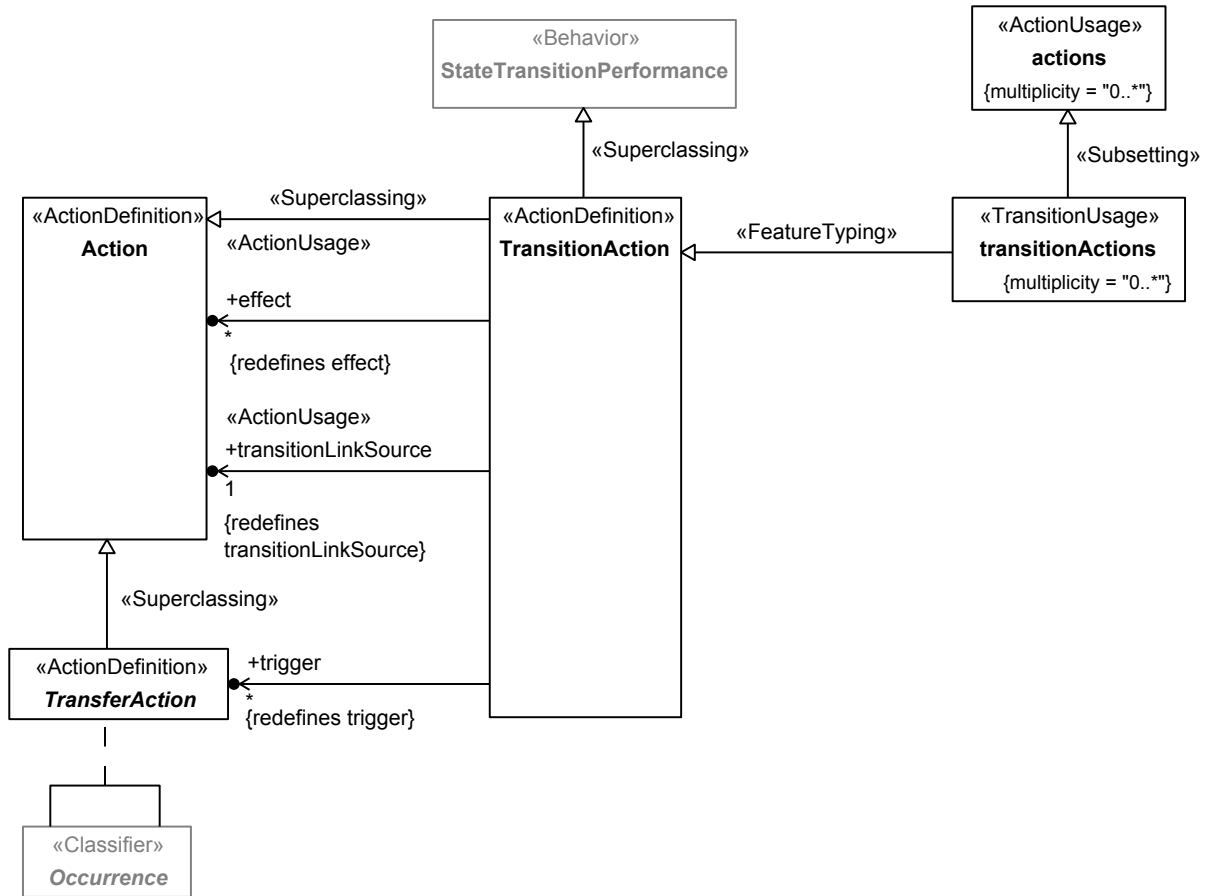 «Behavior»
StateTransitionPerformance
«ActionUsage»
actions
{multiplicity = "0..*"}
«Superclassing»
«Subsetting»
«ActionDefinition»
Action
«Superclassing»
«ActionUsage»
+effect
*
{redefines effect}
«ActionUsage»
+transitionLinkSource
1
{redefines
transitionLinkSource}
«ActionDefinition»
TransitionAction
«FeatureTyping»
«TransitionUsage»
transitionActions
{multiplicity = "0..*"}
«Superclassing»
«ActionDefinition»
TransferAction
+trigger
*
{redefines trigger}
«Classifier»
Occurrence